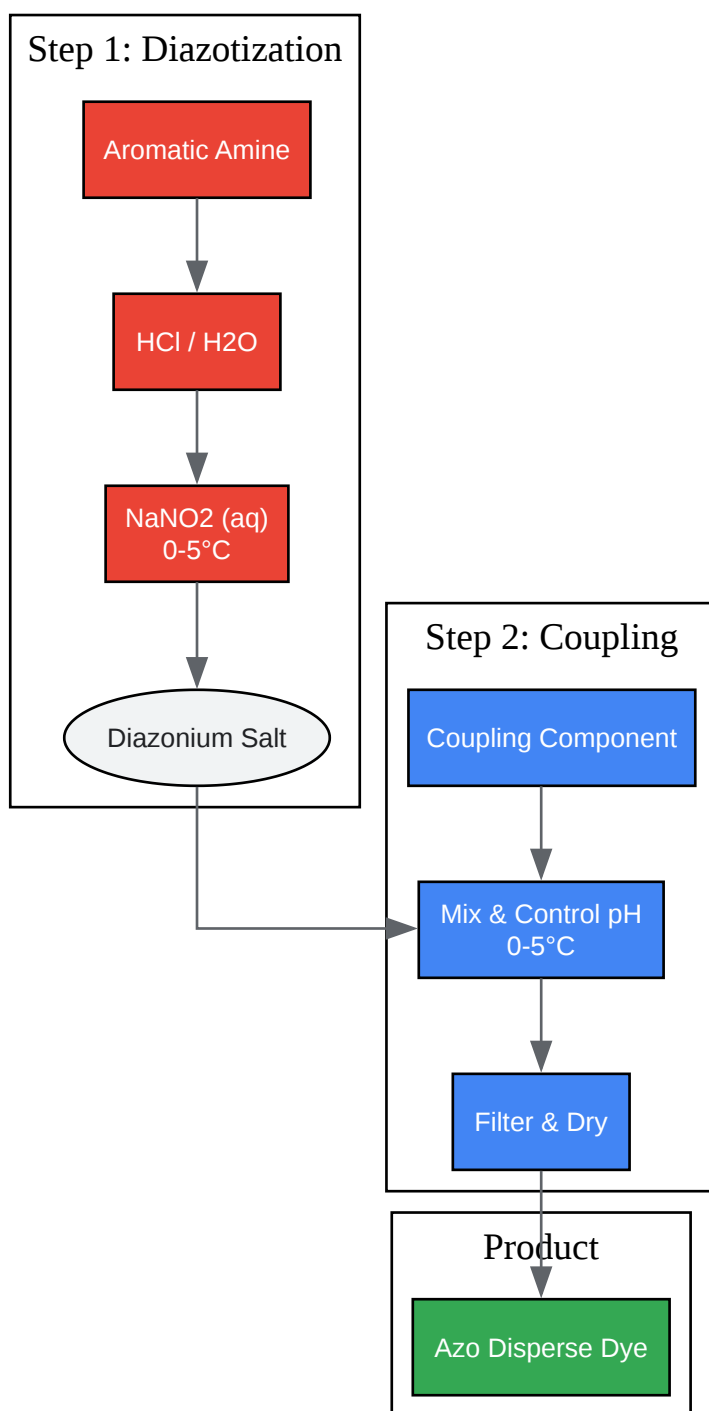 Step 1: Diazotization
Aromatic Amine
HCl / H2O
NaNO2 (aq)
0-5°C
Diazonium Salt
Step 2: Coupling
Coupling Component
Mix & Control pH
0-5°C
Filter & Dry
Product
Azo Disperse Dye